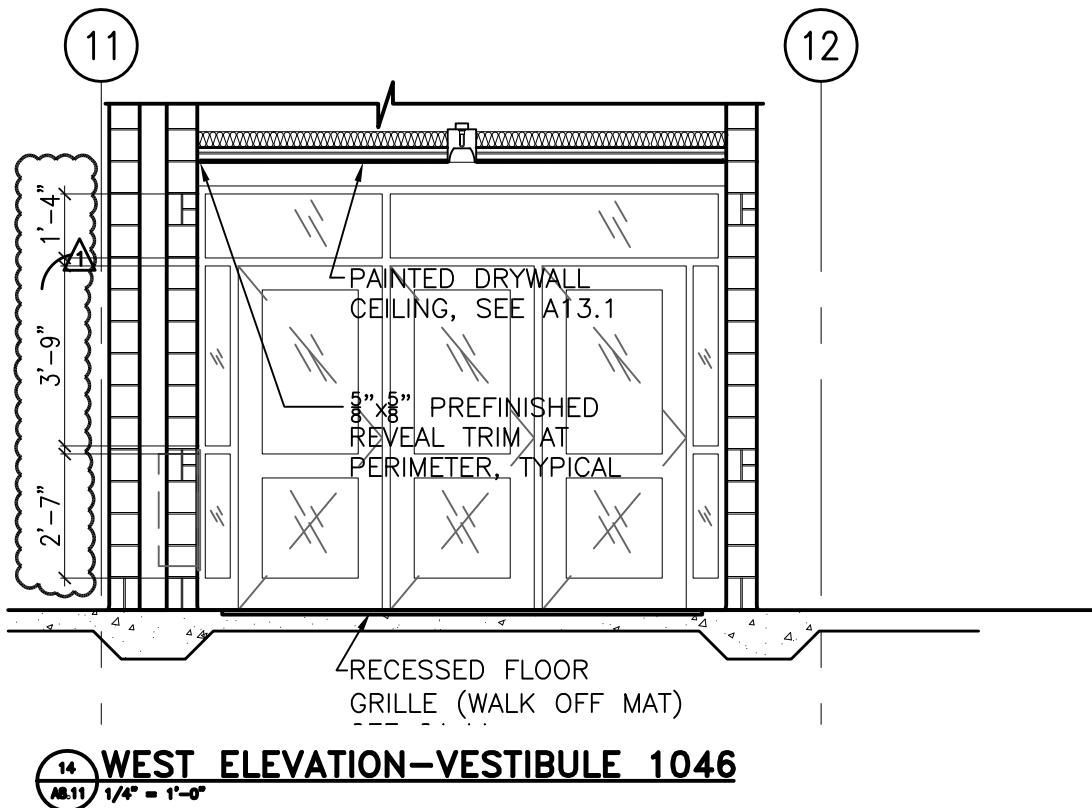 11
12
1'-4"
1
3'-9"
2'-7"
PAINTED DRYWALL
CEILING, SEE A13.1
5/8"x5/8" PREFINISHED
REVEAL TRIM AT
PERIMETER, TYPICAL
RECESSED FLOOR
GRILLE (WALK OFF MAT)
14
A8.11
WEST ELEVATION-VESTIBULE 1046
1/4" = 1'-0"